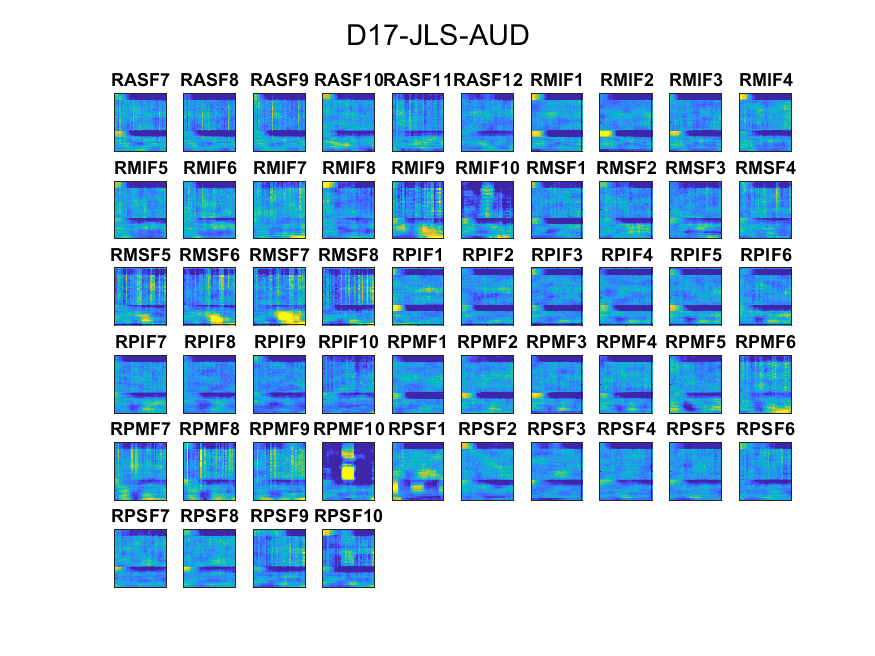 D17-JLS-AUD
RASF7 RASF8 RASF9 RASF10 RASF11 RASF12 RMIF1 RMIF2 RMIF3 RMIF4
RMIF5 RMIF6 RMIF7 RMIF8 RMIF9 RMIF10 RMSF1 RMSF2 RMSF3 RMSF4
RMSF5 RMSF6 RMSF7 RMSF8 RPIF1 RPIF2 RPIF3 RPIF4 RPIF5 RPIF6
RPIF7 RPIF8 RPIF9 RPIF10 RPMF1 RPMF2 RPMF3 RPMF4 RPMF5 RPMF6
RPMF7 RPMF8 RPMF9 RPMF10 RPSF1 RPSF2 RPSF3 RPSF4 RPSF5 RPSF6
RPSF7 RPSF8 RPSF9 RPSF10